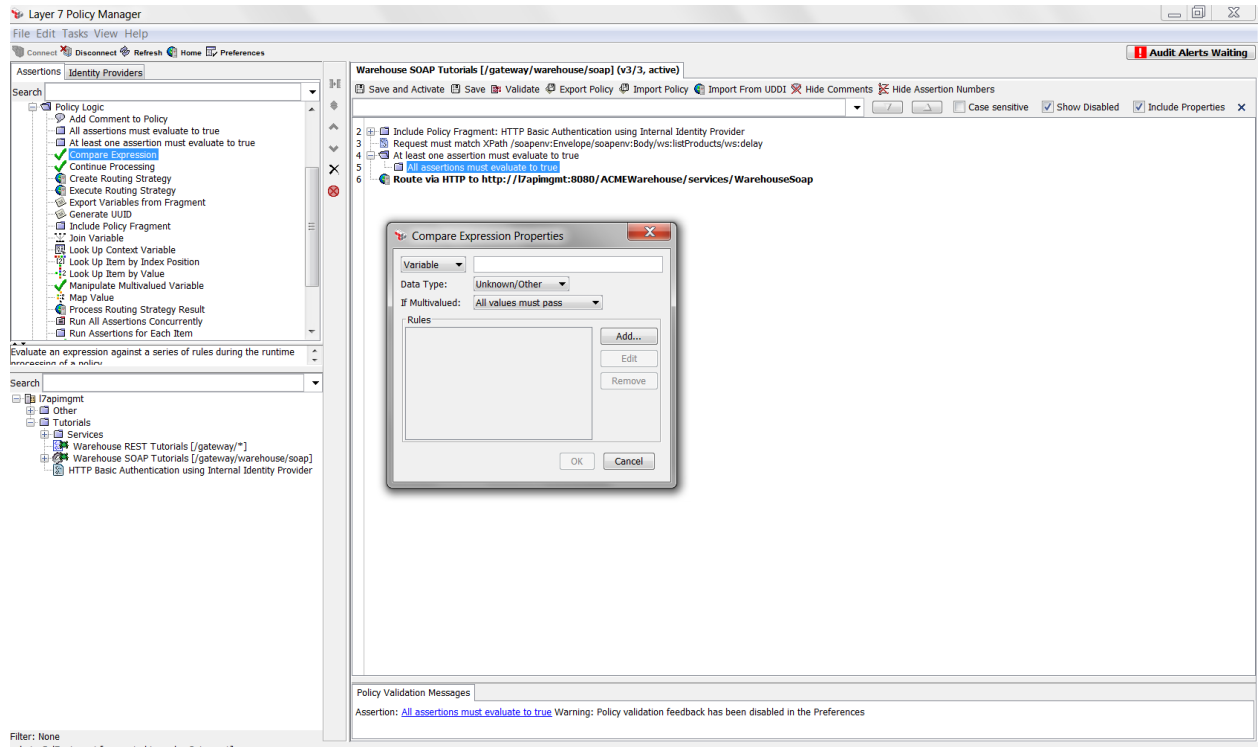 Layer 7 Policy Manager
File Edit Tasks View Help
Connect Disconnect Refresh Home Preferences
Audit Alerts Waiting
Assertions Identity Providers
Search
Policy Logic
Add Comment to Policy
All assertions must evaluate to true
At least one assertion must evaluate to true
Compare Expression
Continue Processing
Create Routing Strategy
Execute Routing Strategy
Export Variables from Fragment
Generate UUID
Include Policy Fragment
Join Variable
Look Up Context Variable
Look Up Item by Index Position
Look Up Item by Value
Manipulate Multivalued Variable
Map Value
Process Routing Strategy Result
Run All Assertions Concurrently
Run Assertions for Each Item
Evaluate an expression against a series of rules during the runtime
processing of a policy
Search
l7apimgmt
Other
Tutorials
Services
Warehouse REST Tutorials [/gateway/*]
Warehouse SOAP Tutorials [/gateway/warehouse/soap]
HTTP Basic Authentication using Internal Identity Provider
Filter: None
Warehouse SOAP Tutorials [/gateway/warehouse/soap] (v3/3, active)
Save and Activate Save Validate Export Policy Import Policy Import From UDDI Hide Comments Hide Assertion Numbers
Case sensitive Show Disabled Include Properties X
2 Include Policy Fragment: HTTP Basic Authentication using Internal Identity Provider
3 Request must match XPath /soapenv:Envelope/soapenv:Body/ws:listProducts/ws:delay
4 At least one assertion must evaluate to true
5 All assertions must evaluate to true
6 Route via HTTP to http://l7apimgmt:8080/ACMEWarehouse/services/WarehouseSoap
Compare Expression Properties
Variable
Data Type: Unknown/Other
If Multivalued: All values must pass
Rules
Add...
Edit
Remove
OK Cancel
Policy Validation Messages
Assertion: All assertions must evaluate to true Warning: Policy validation feedback has been disabled in the Preferences